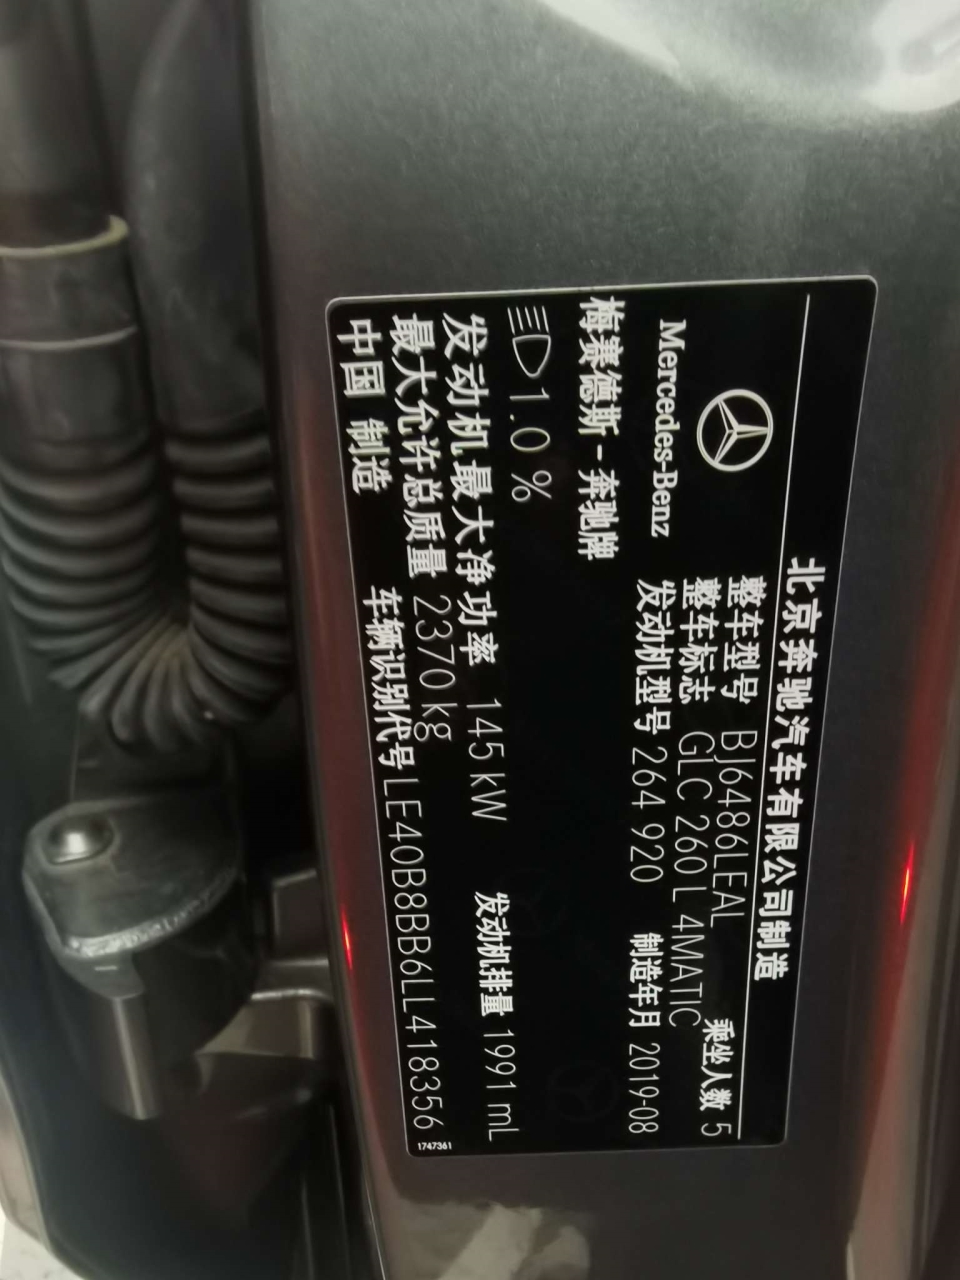 北京奔驰汽车有限公司制造
Mercedes-Benz
梅赛德斯-奔驰牌
整车型号 BJ6486LEAL
乘坐人数 5
整车标志 GLC 260 L 4MATIC
发动机型号 264 920
制造年月 2019-08
1.0 %
发动机最大净功率 145 kW
发动机排量 1991 mL
最大允许总质量 2370 kg
中国 制造
车辆识别代号 LE40B8BB6LL418356
1747361